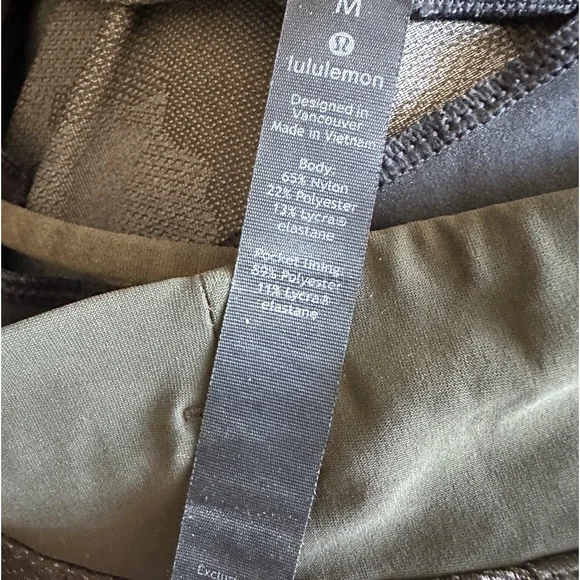 M
lululemon
Designed in
Vancouver
Made in Vietnam
Body:
65% Nylon
22% Polyester
13% Lycra®
elastane
Pocket lining:
89% Polyester
11% Lycra®
elastane